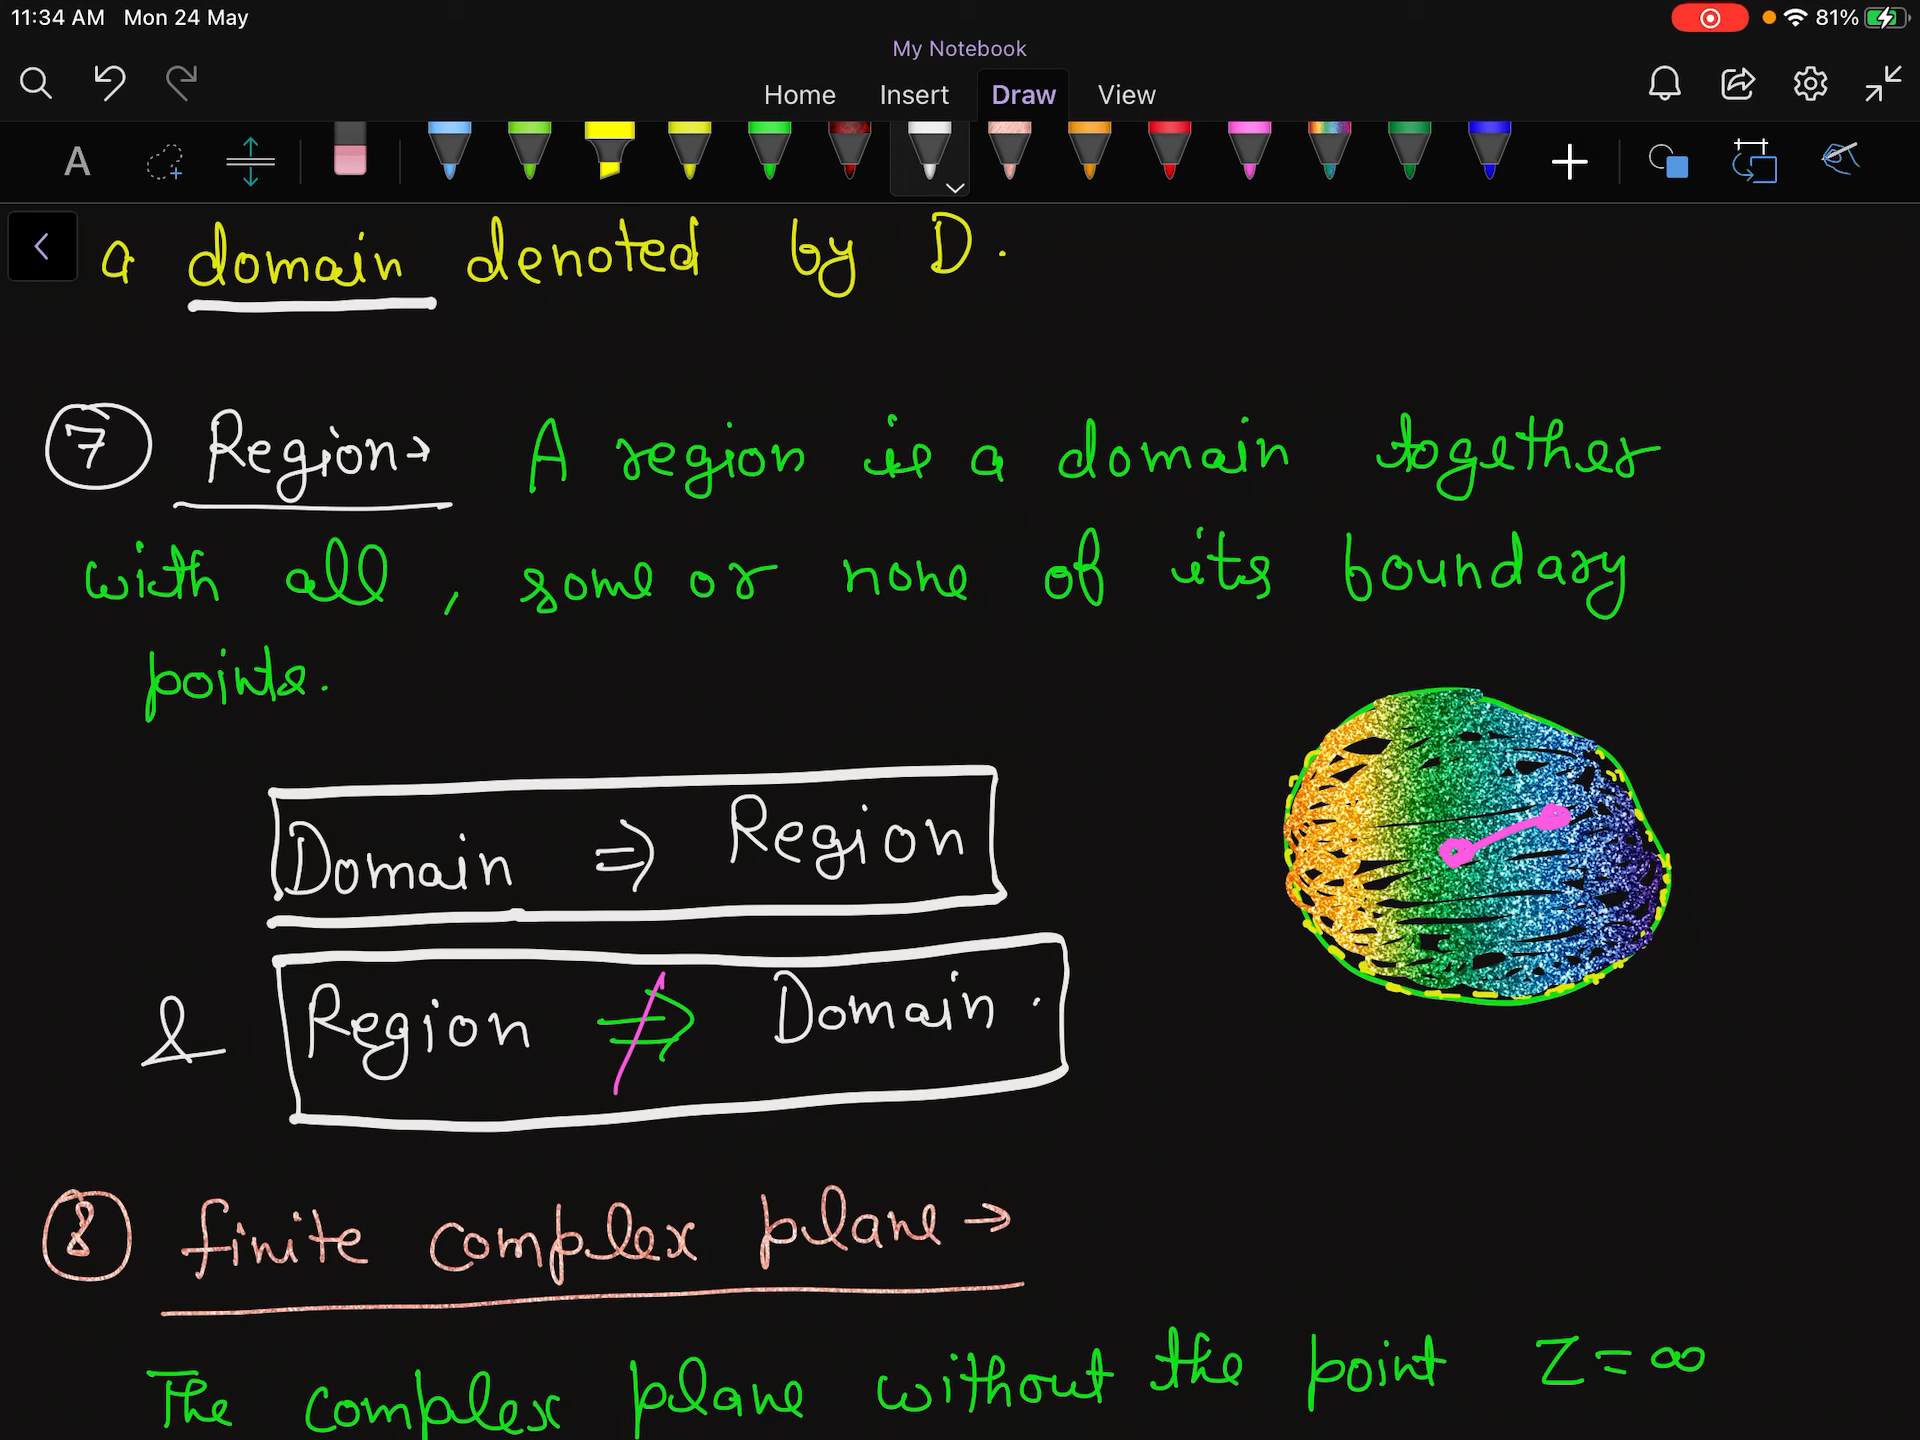 11:34 AM Mon 24 May
81%
My Notebook
Home Insert Draw View
A
a domain denoted by D.
7 Region→ A region is a domain together
with all, some or none of its boundary
points.
Domain ⇒ Region
& Region ⇏ Domain.
8 finite complex plane →
The complex plane without the point Z = ∞